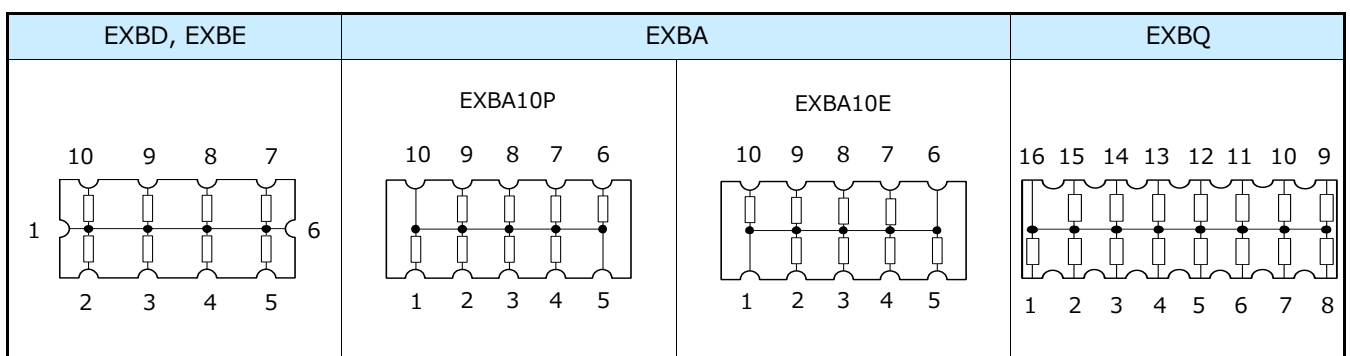 EXBD, EXBE
EXBA
EXBQ
EXBA10P
EXBA10E
10 9 8 7
1 6
2 3 4 5
10 9 8 7 6
1 2 3 4 5
10 9 8 7 6
1 2 3 4 5
16 15 14 13 12 11 10 9
1 2 3 4 5 6 7 8